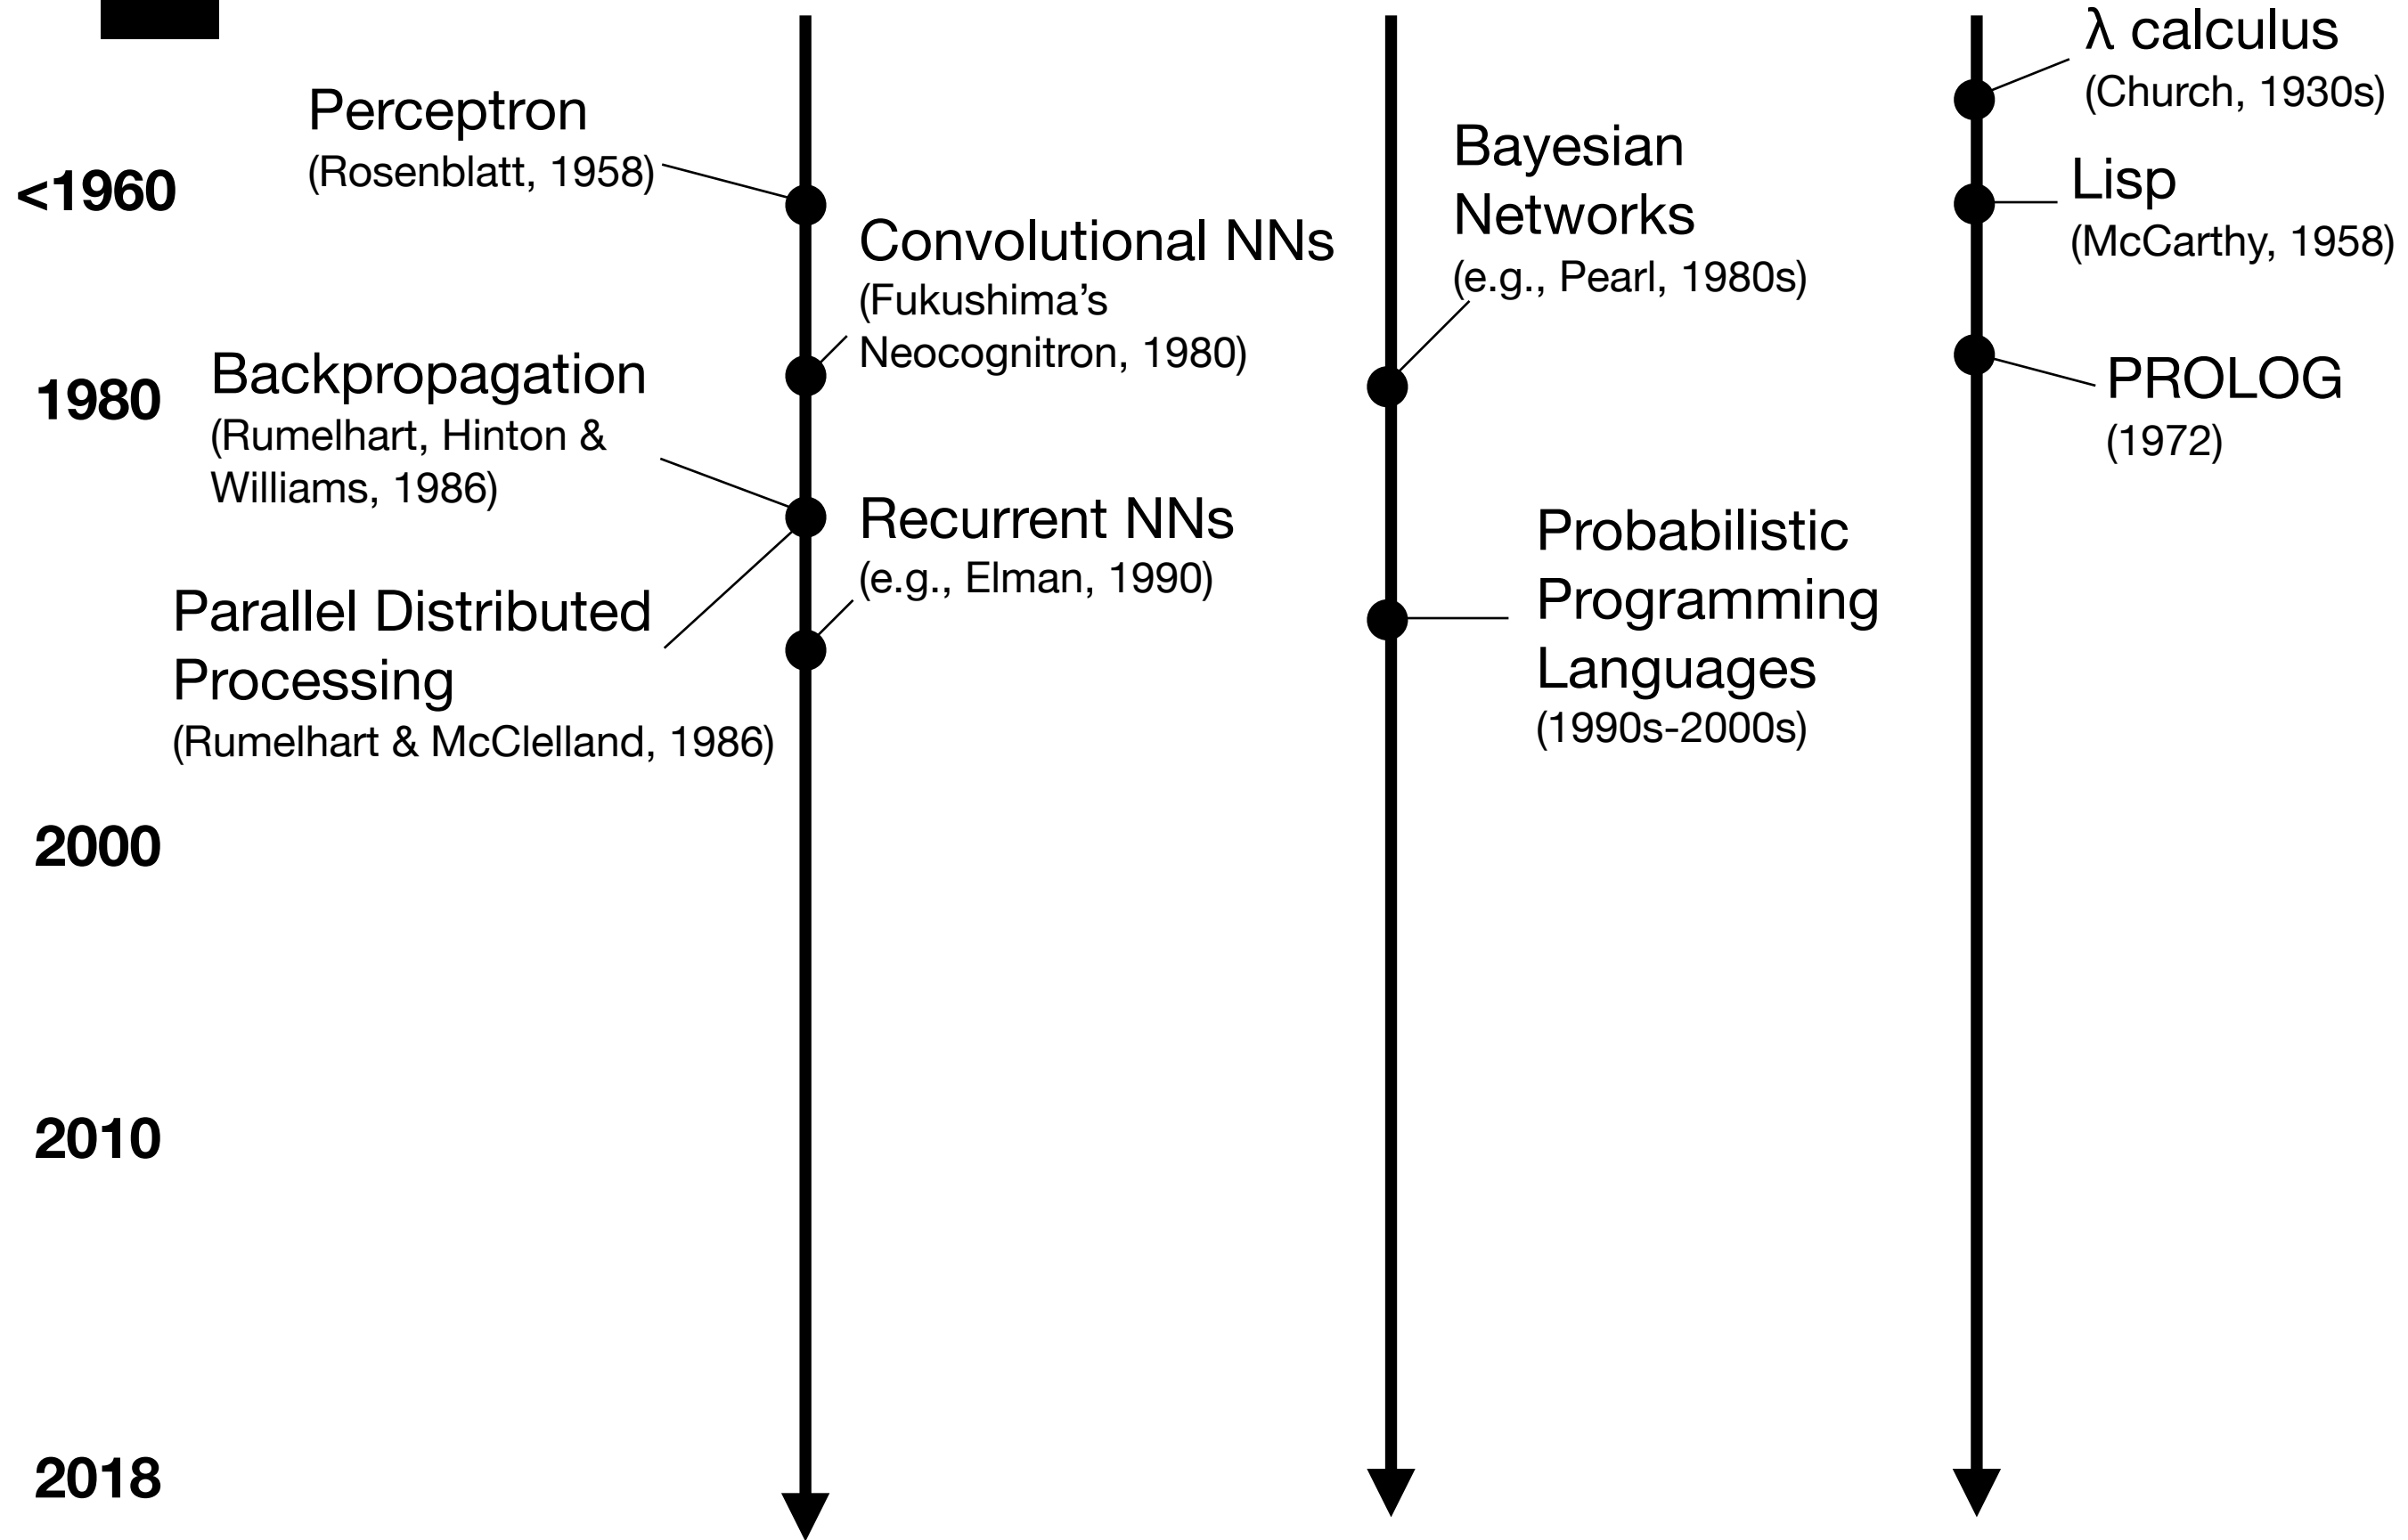 <1960
1980
2000
2010
2018
Perceptron
(Rosenblatt, 1958)
Convolutional NNs
(Fukushima’s
Neocognitron, 1980)
Backpropagation
(Rumelhart, Hinton &
Williams, 1986)
Recurrent NNs
(e.g., Elman, 1990)
Parallel Distributed
Processing
(Rumelhart & McClelland, 1986)
Bayesian
Networks
(e.g., Pearl, 1980s)
Probabilistic
Programming
Languages
(1990s-2000s)
λ calculus
(Church, 1930s)
Lisp
(McCarthy, 1958)
PROLOG
(1972)